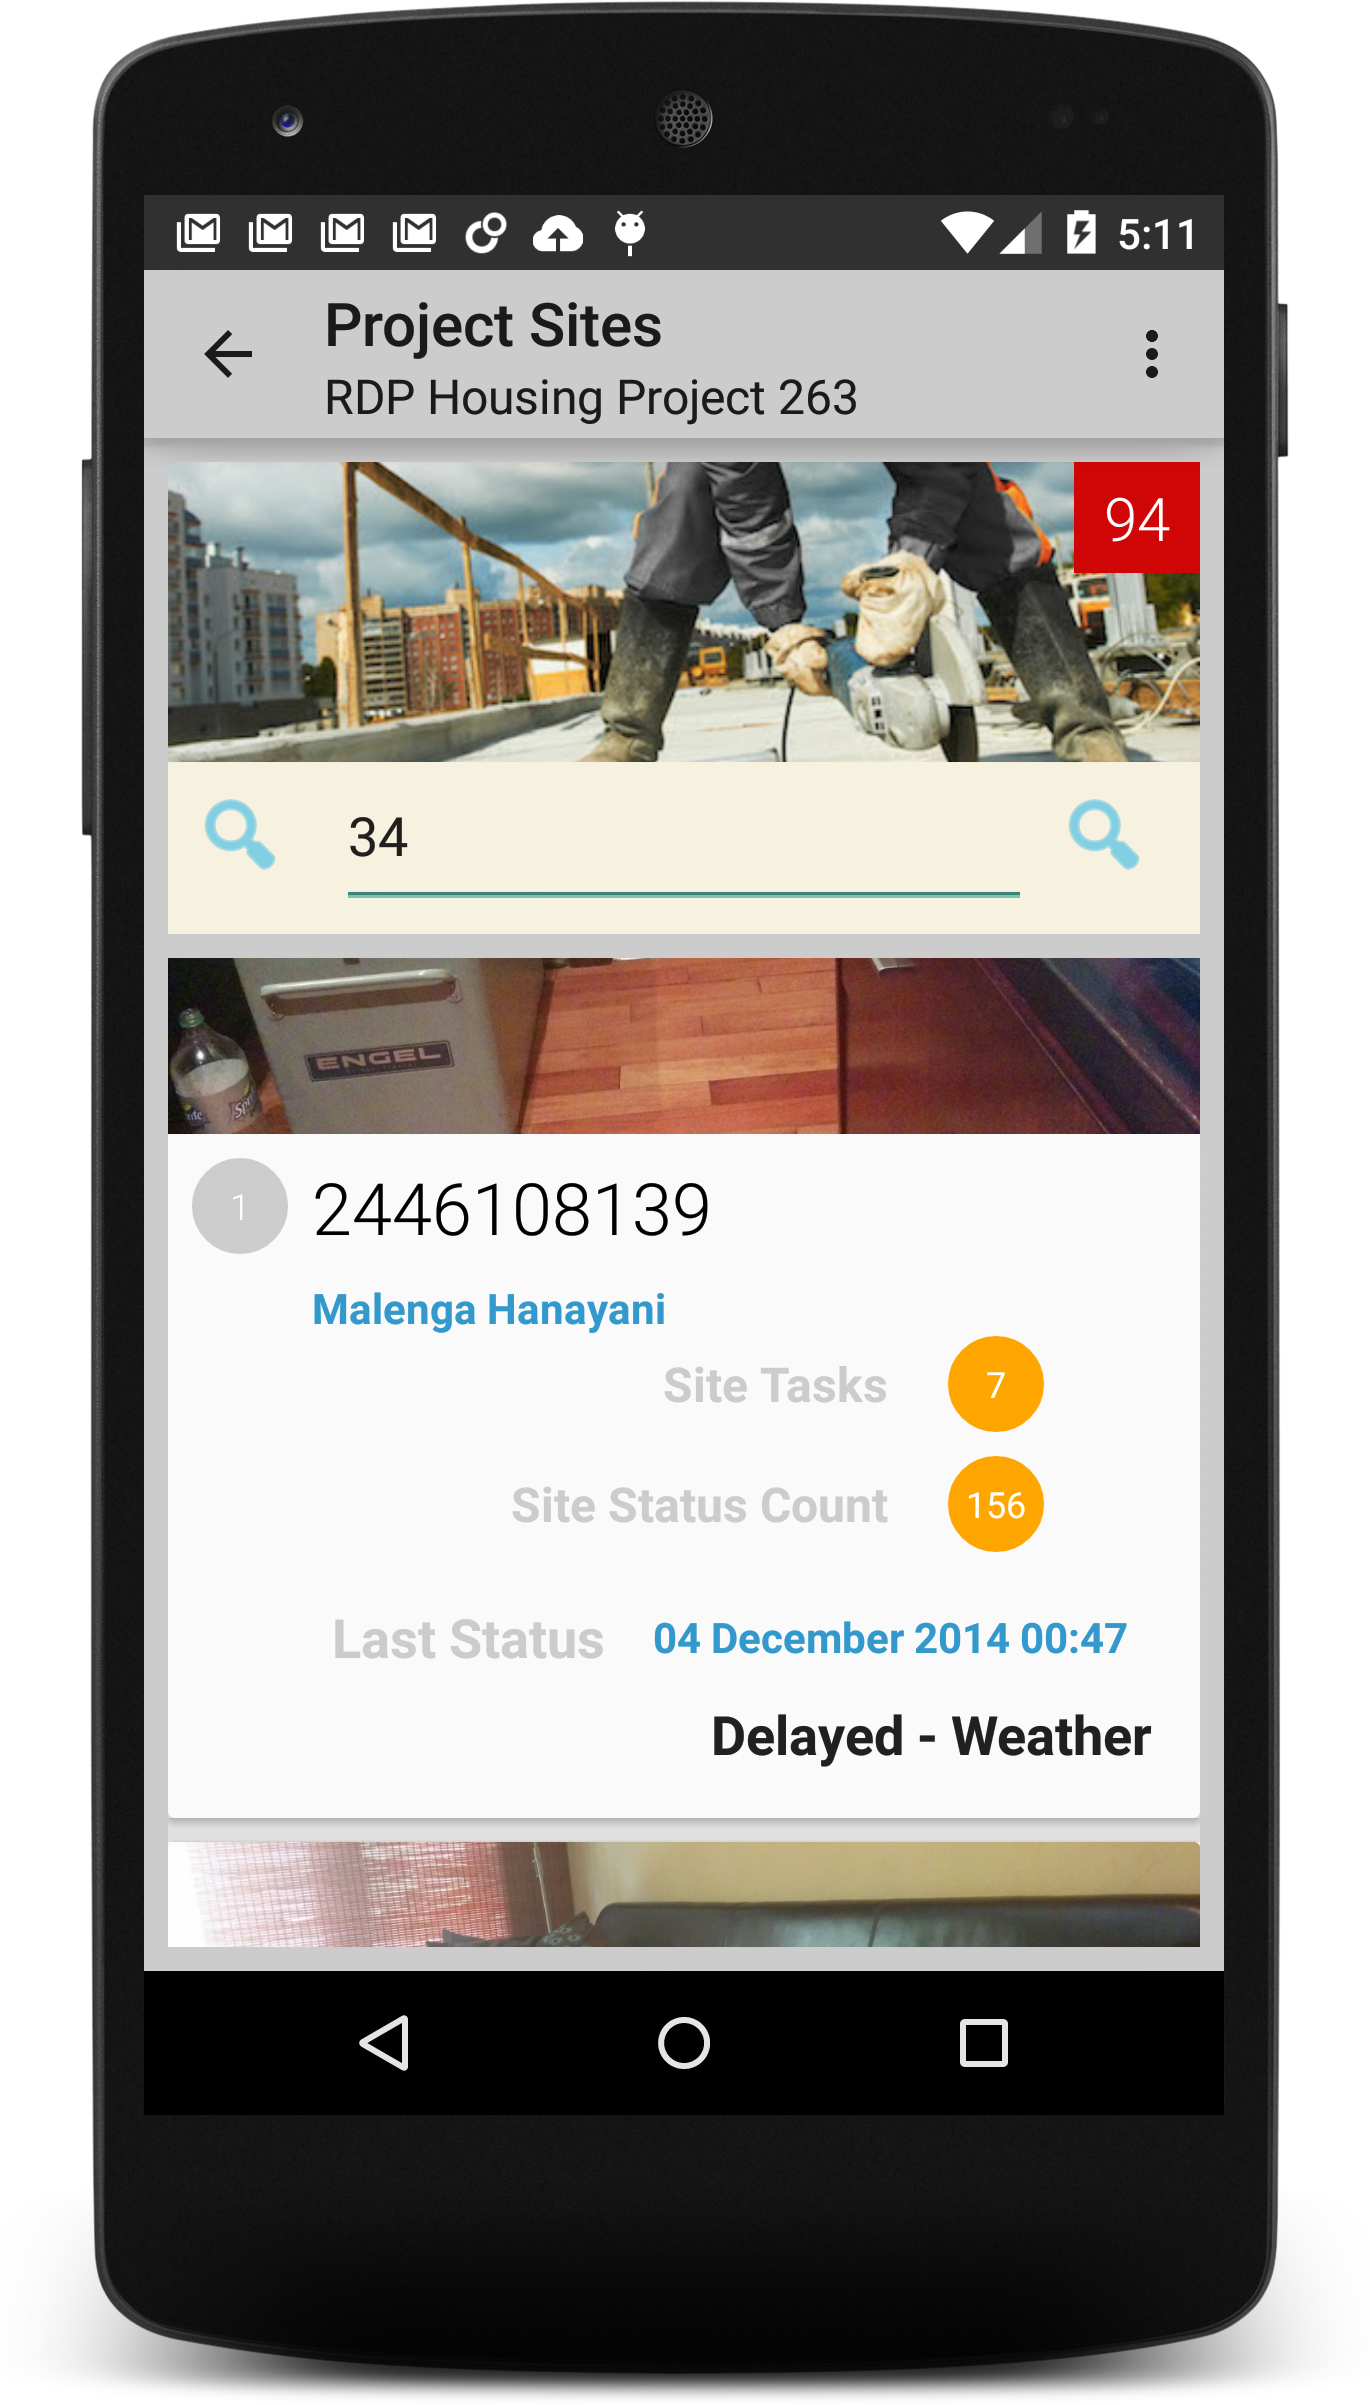 5:11
Project Sites
RDP Housing Project 263
94
34
ENGEL
1
2446108139
Malenga Hanayani
Site Tasks
7
Site Status Count
156
Last Status
04 December 2014 00:47
Delayed - Weather